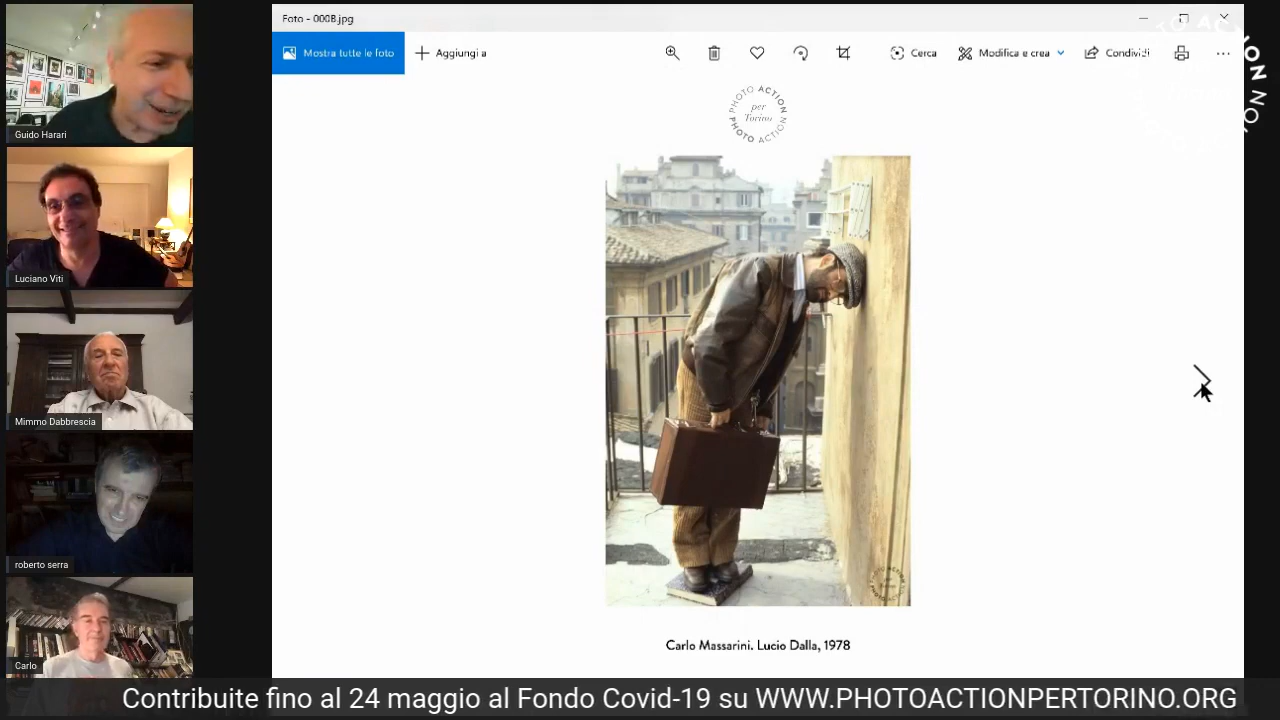 Foto - 0008.jpg
Mostra tutte le foto
Aggiungi a
Cerca
Modifica e crea
Condividi
PHOTO ACTION
per
Torino
PHOTO ACTION
Guido Harari
Luciano Viti
Mimmo Dabbrescia
roberto serra
Carlo
Carlo Massarini. Lucio Dalla, 1978
Contribuite fino al 24 maggio al Fondo Covid-19 su WWW.PHOTOACTIONPERTORINO.ORG